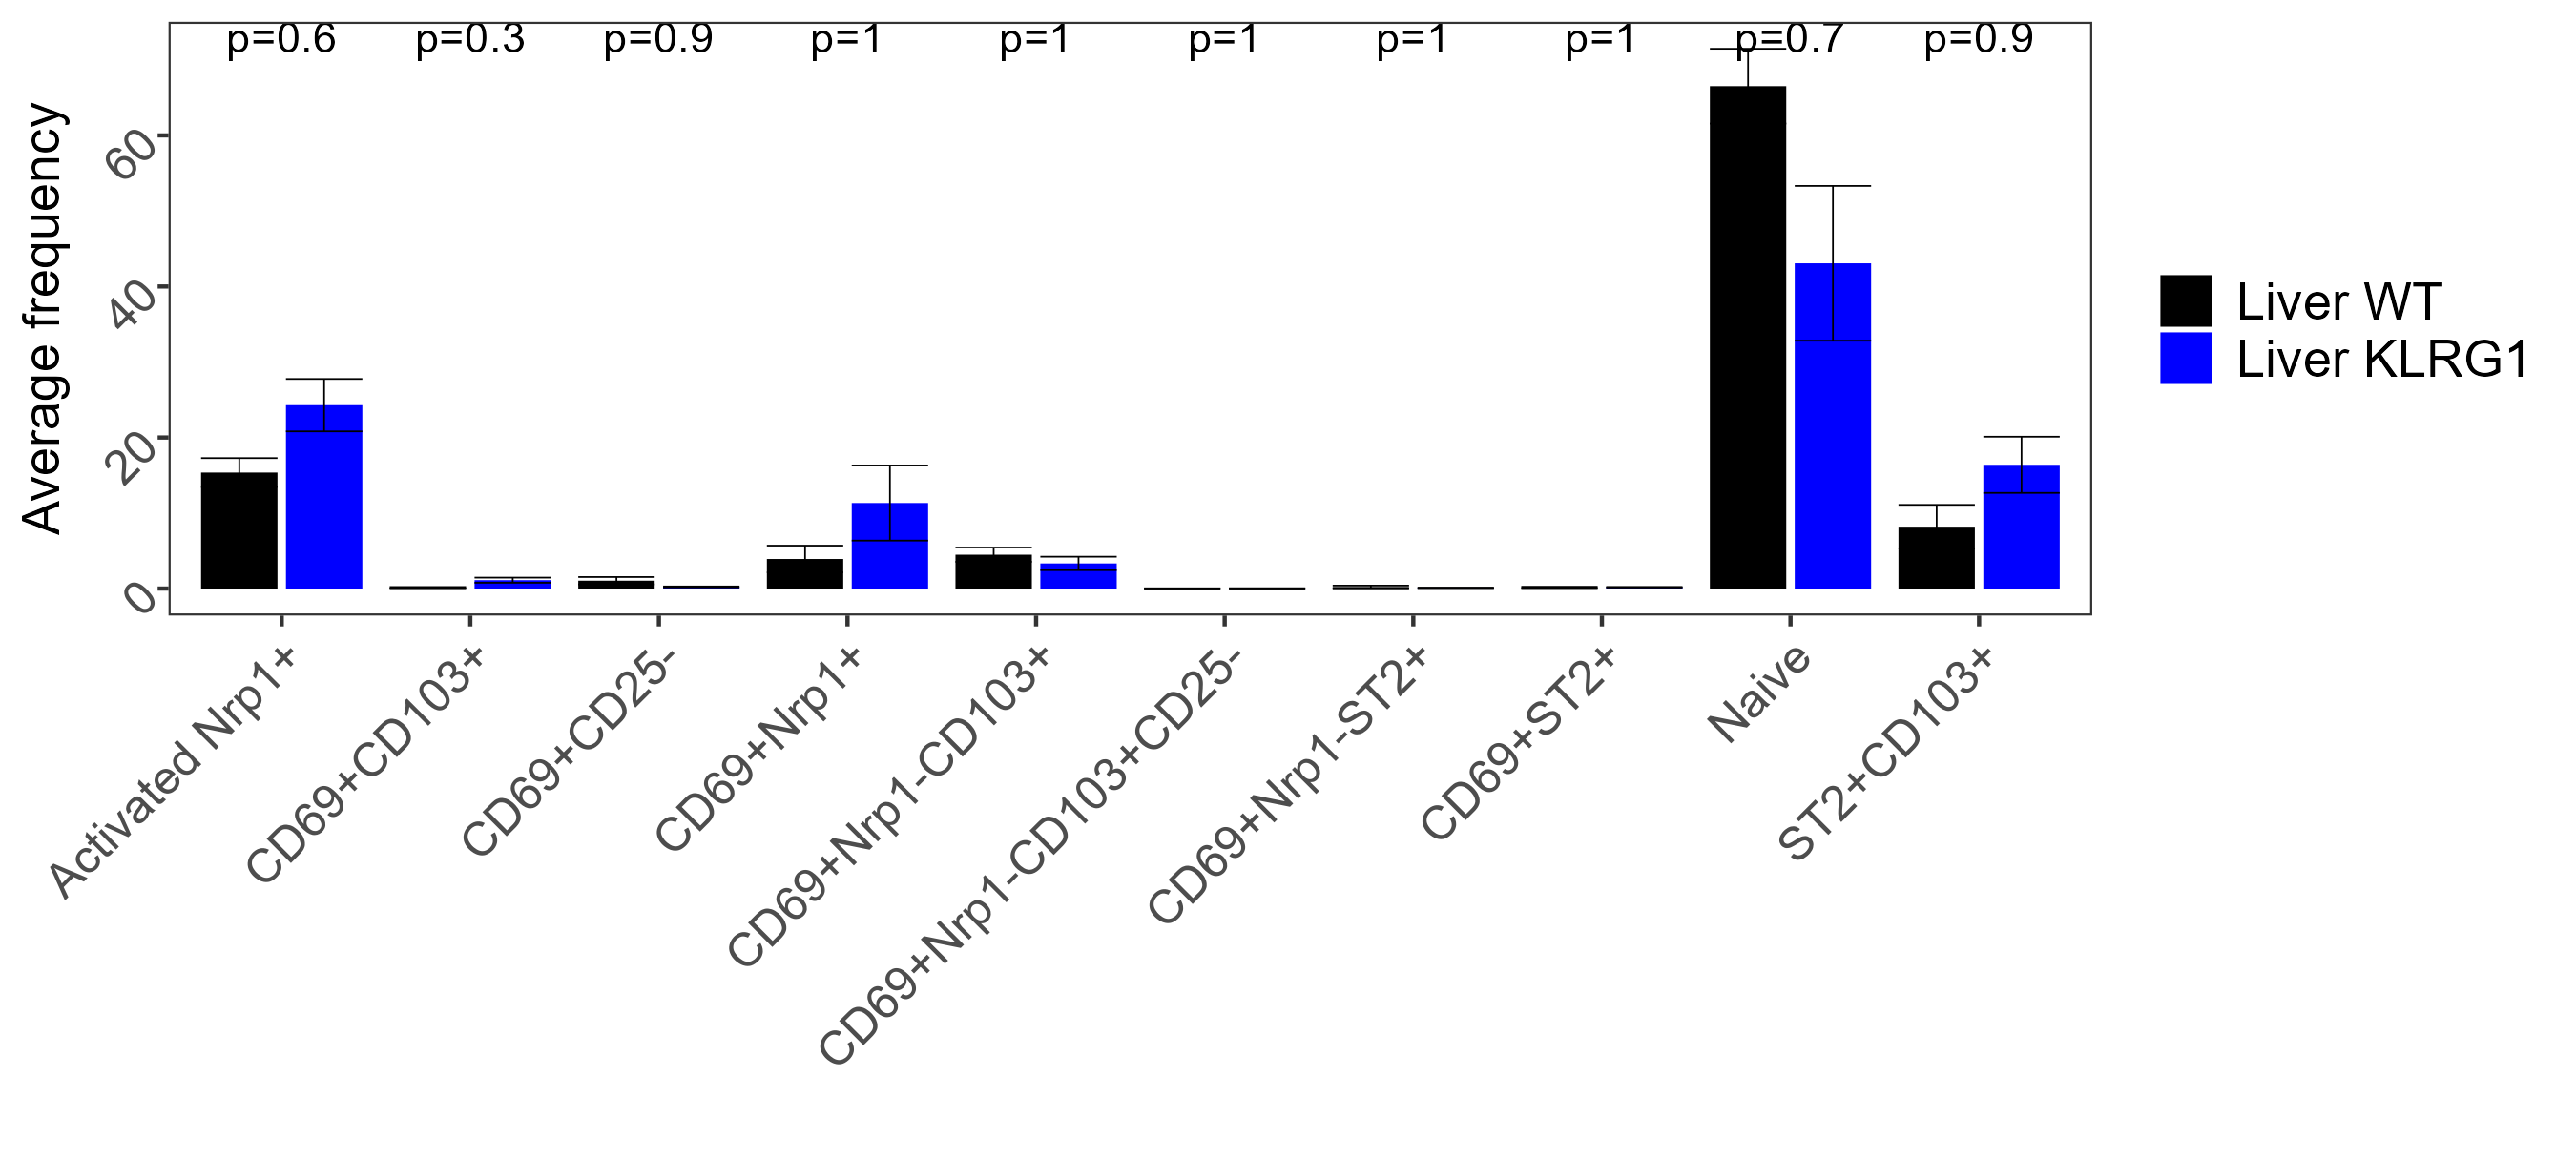 p=0.6 p=0.3 p=0.9 p=1 p=1 p=1 p=1 p=1 p=0.7 p=0.9
Average frequency
60
40
20
0
Activated Nrp1+
CD69+CD103+
CD69+CD25-
CD69+Nrp1+
CD69+Nrp1-CD103+
CD69+Nrp1-CD103+CD25-
CD69+Nrp1-ST2+
CD69+ST2+
Naive
ST2+CD103+
Liver WT
Liver KLRG1